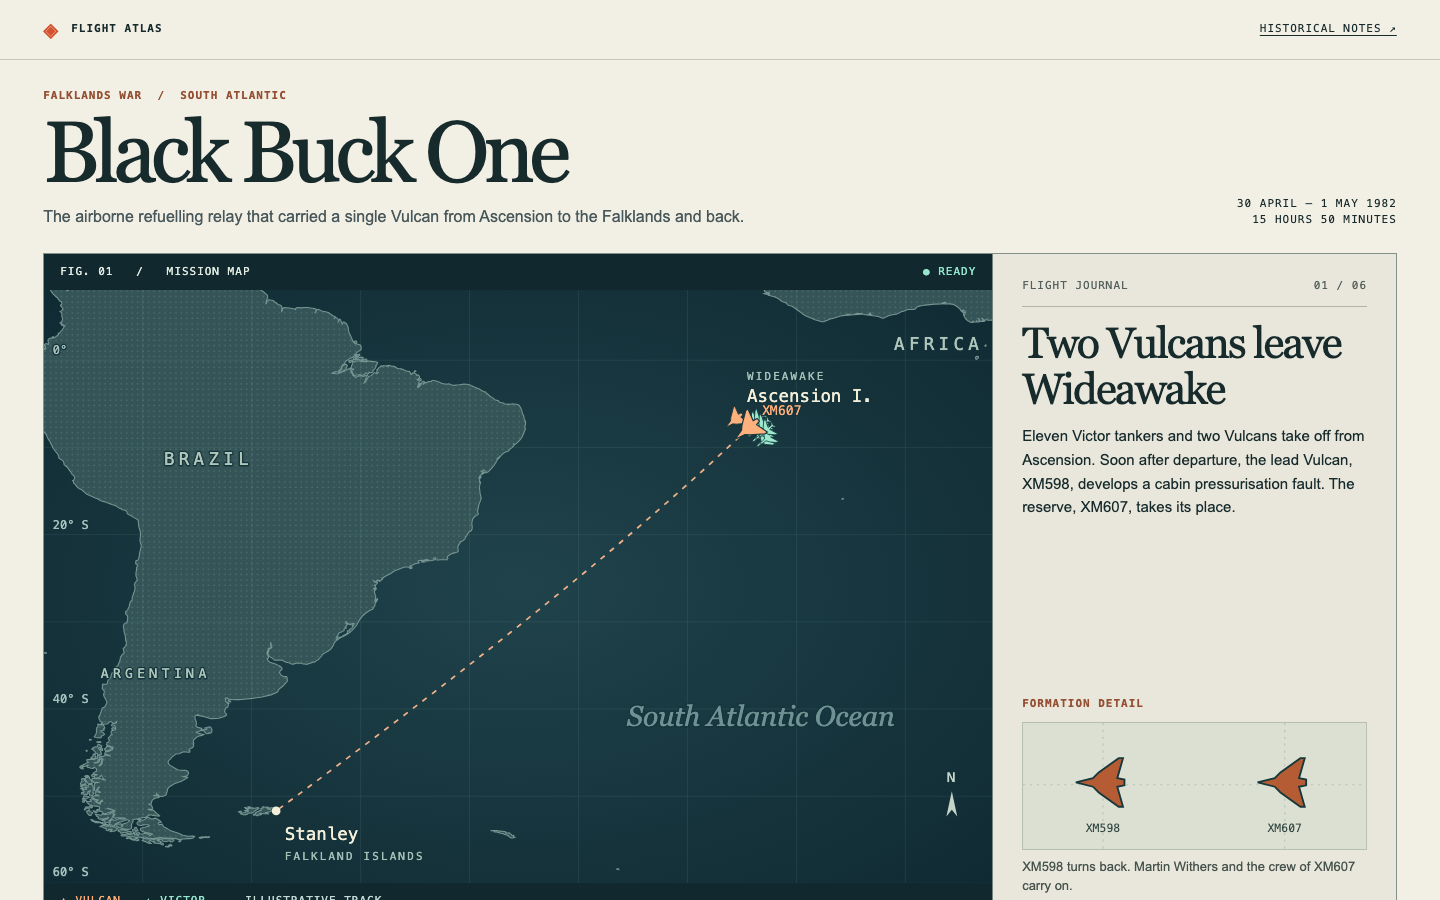 FLIGHT ATLAS
HISTORICAL NOTES ↗
FALKLANDS WAR / SOUTH ATLANTIC
Black Buck One
The airborne refuelling relay that carried a single Vulcan from Ascension to the Falklands and back.
30 APRIL — 1 MAY 1982
15 HOURS 50 MINUTES
FIG. 01 / MISSION MAP
● READY
0°
AFRICA
WIDEAWAKE
Ascension I.
XM607
BRAZIL
20° S
ARGENTINA
40° S
South Atlantic Ocean
N
Stanley
FALKLAND ISLANDS
60° S
VULCAN VICTOR ILLUSTRATIVE TRACK
FLIGHT JOURNAL
01 / 06
Two Vulcans leave
Wideawake
Eleven Victor tankers and two Vulcans take off from
Ascension. Soon after departure, the lead Vulcan,
XM598, develops a cabin pressurisation fault. The
reserve, XM607, takes its place.
FORMATION DETAIL
XM598
XM607
XM598 turns back. Martin Withers and the crew of XM607
carry on.